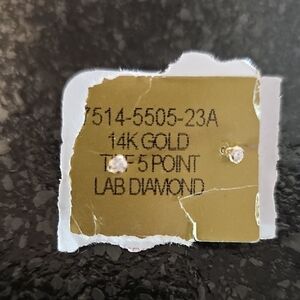 7514-5505-23A
14K GOLD
5 POINT
LAB DIAMOND